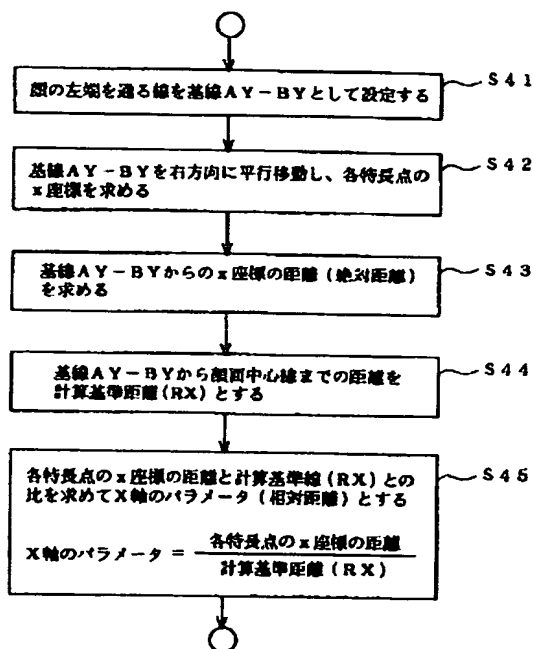 顔の左端を通る線を基線AY-BYとして設定する
S41
基線AY-BYを右方向に平行移動し、各特長点の
x座標を求める
S42
基線AY-BYからのx座標の距離(絶対距離)
を求める
S43
基線AY-BYから顔面中心線までの距離を
計算基準距離(RX)とする
S44
各特長点のx座標の距離と計算基準線(RX)との
比を求めてX軸のパラメータ(相対距離)とする
S45
X軸のパラメータ = 各特長点のx座標の距離
計算基準距離(RX)